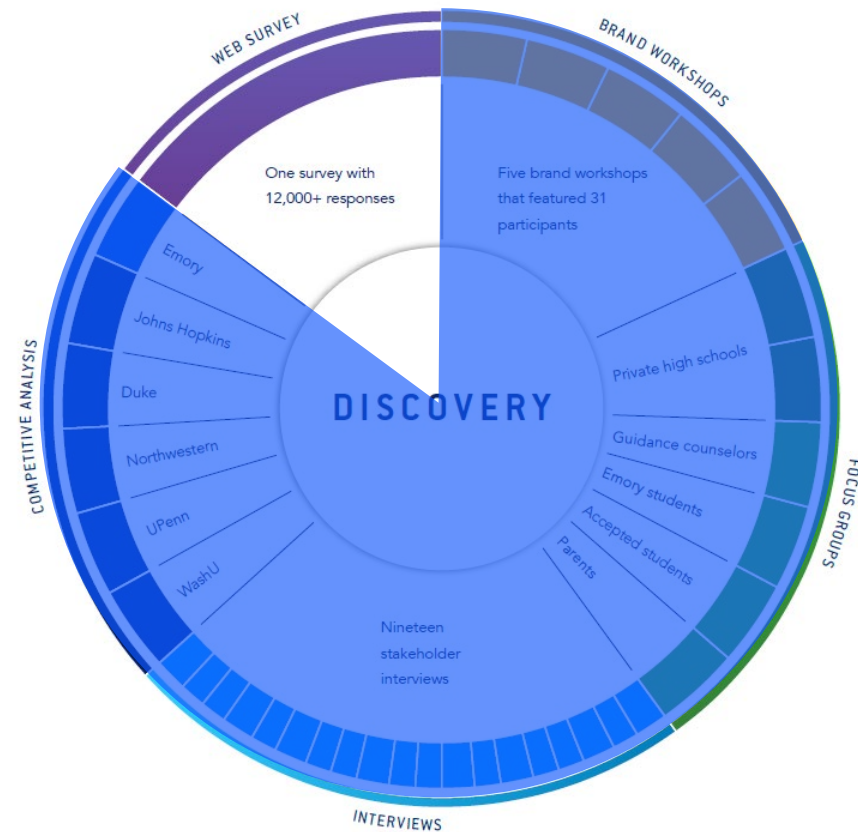 WEB SURVEY
BRAND WORKSHOPS
One survey with
12,000+ responses
Five brand workshops
that featured 31
participants
Emory
Johns Hopkins
Duke
Northwestern
UPenn
WashU
COMPETITIVE ANALYSIS
DISCOVERY
Private high schools
Guidance counselors
Emory students
Accepted students
Parents
FOCUS GROUPS
Nineteen
stakeholder
interviews
INTERVIEWS